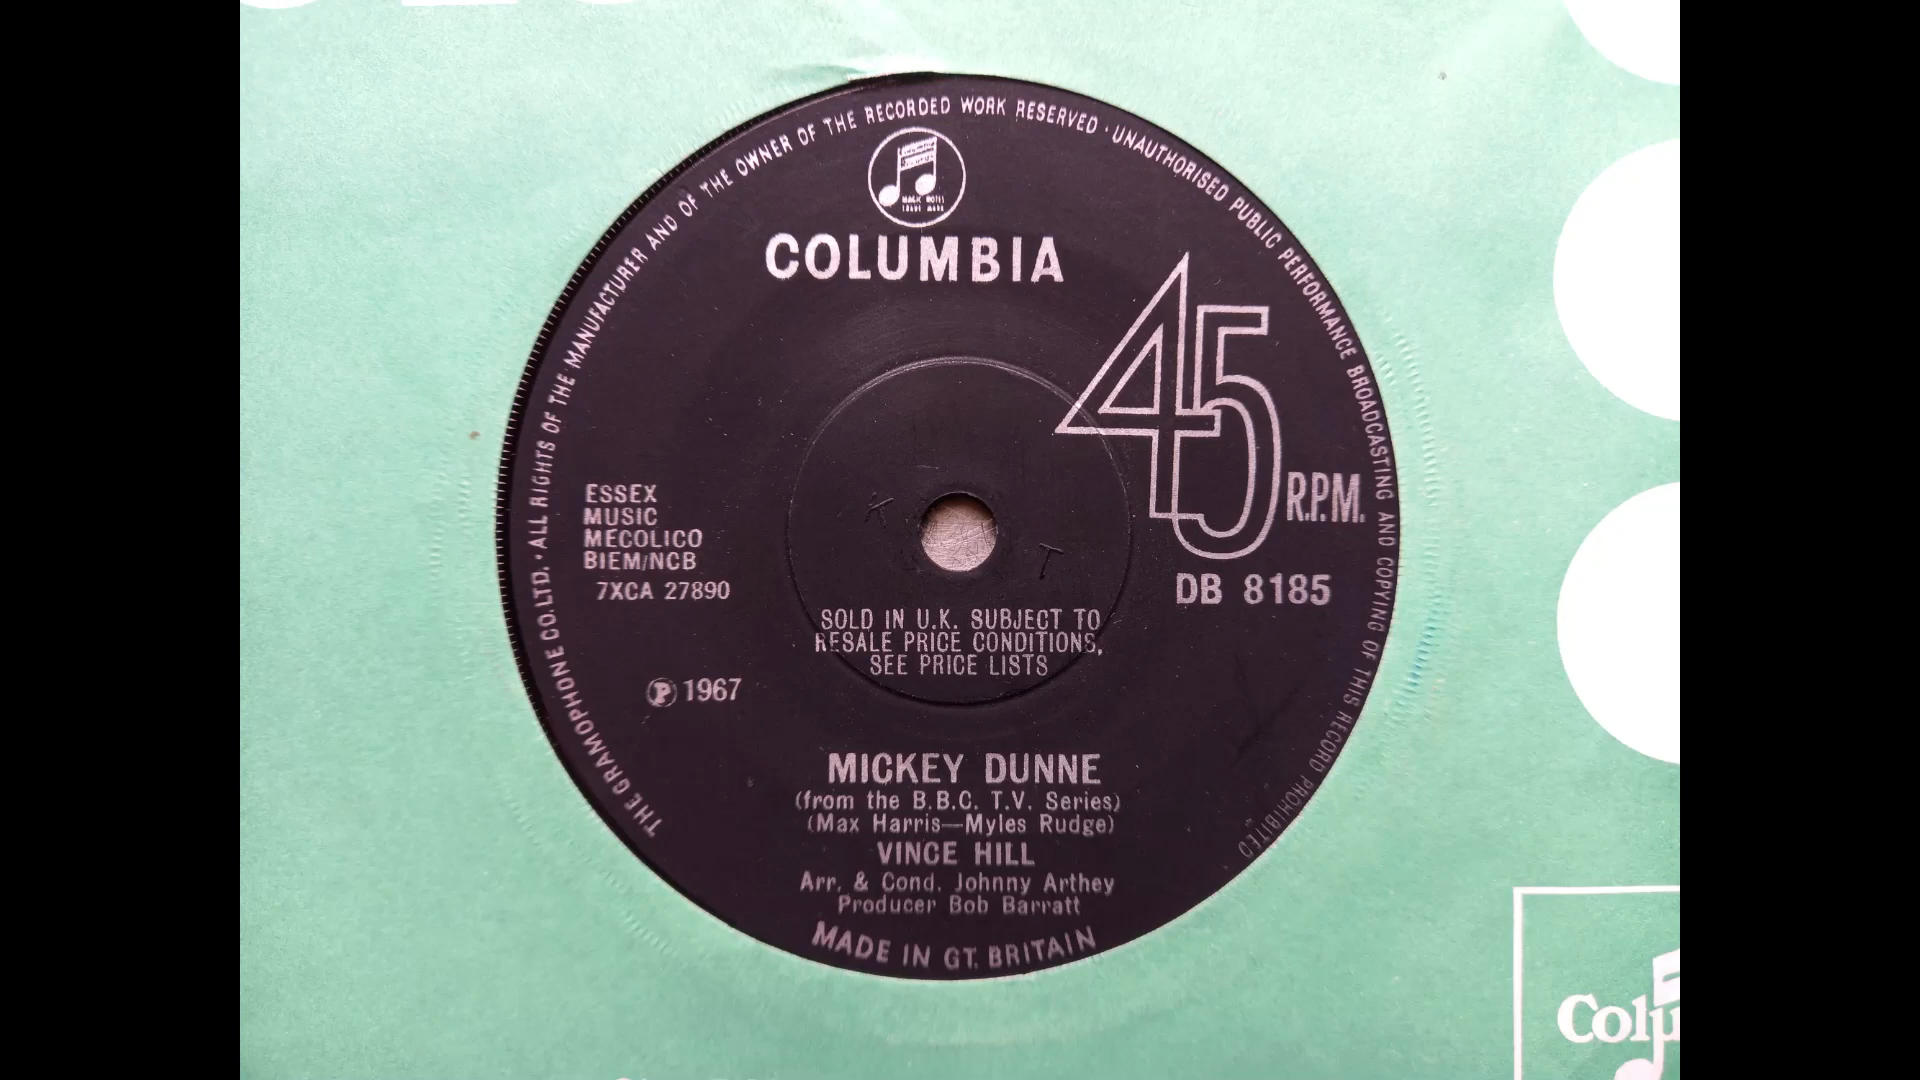 THE GRAMOPHONE CO.LTD. · ALL RIGHTS OF THE MANUFACTURER AND OF THE OWNER OF THE RECORDED WORK RESERVED · UNAUTHORISED PUBLIC PERFORMANCE BROADCASTING AND COPYING OF THIS RECORD PROHIBITED
COLUMBIA
45
R.P.M.
ESSEX
MUSIC
MECOLICO
BIEM/NCB
7XCA 27890
DB 8185
K
T
SOLD IN U.K. SUBJECT TO
RESALE PRICE CONDITIONS,
SEE PRICE LISTS
Ⓟ 1967
MICKEY DUNNE
(from the B.B.C. T.V. Series)
(Max Harris—Myles Rudge)
VINCE HILL
Arr. & Cond. Johnny Arthey
Producer Bob Barratt
MADE IN GT. BRITAIN
Colu